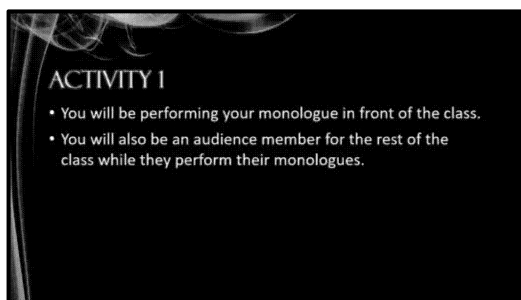 ACTIVITY 1
• You will be performing your monologue in front of the class.
• You will also be an audience member for the rest of the
class while they perform their monologues.